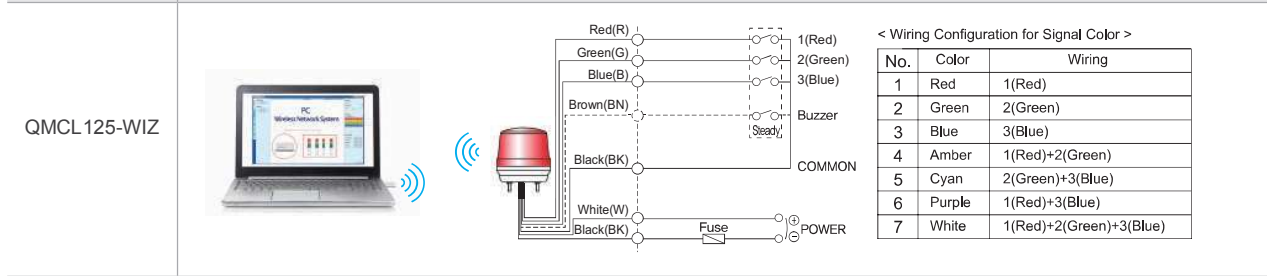 QMCL125-WIZ
PC
Wireless Network System
Red(R)
Green(G)
Blue(B)
Brown(BN)
Black(BK)
White(W)
Black(BK)
Fuse
1(Red)
2(Green)
3(Blue)
Buzzer
Steady
COMMON
POWER
< Wiring Configuration for Signal Color >
No. Color Wiring
1 Red 1(Red)
2 Green 2(Green)
3 Blue 3(Blue)
4 Amber 1(Red)+2(Green)
5 Cyan 2(Green)+3(Blue)
6 Purple 1(Red)+3(Blue)
7 White 1(Red)+2(Green)+3(Blue)